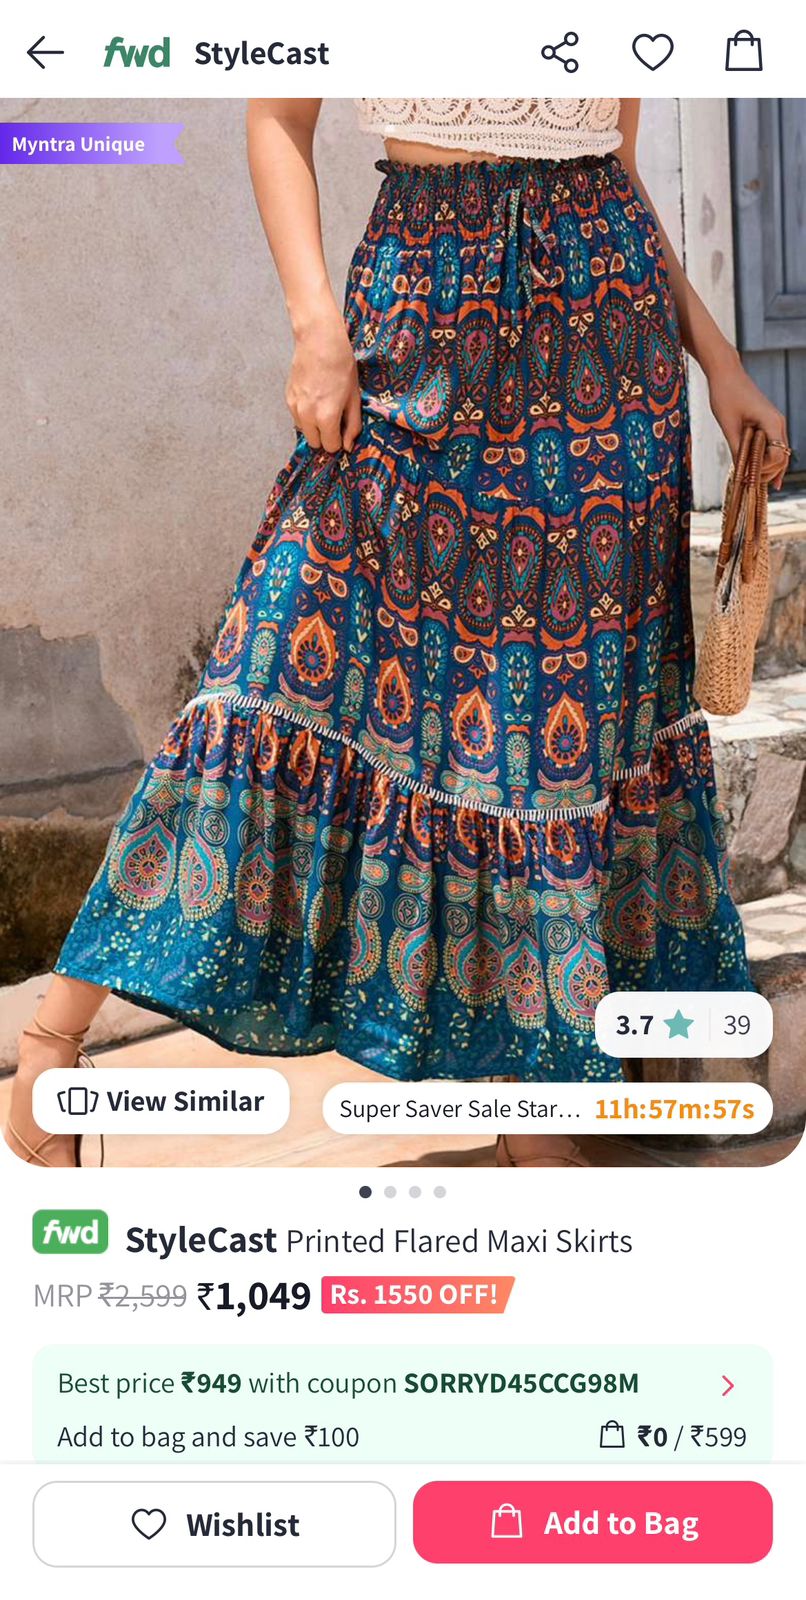 fwd StyleCast
Myntra Unique
3.7 39
View Similar
Super Saver Sale Star... 11h:57m:57s
fwd StyleCast Printed Flared Maxi Skirts
MRP ₹2,599 ₹1,049 Rs. 1550 OFF!
Best price ₹949 with coupon SORRYD45CCG98M
Add to bag and save ₹100 ₹0 / ₹599
Wishlist
Add to Bag